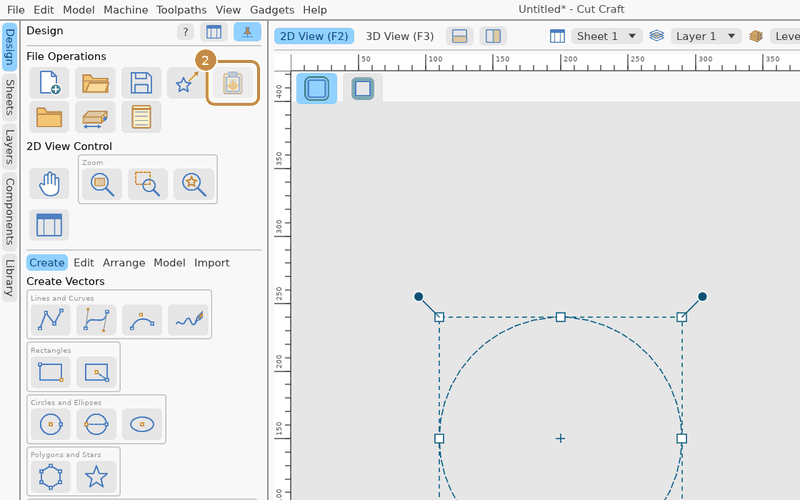 File Edit Model Machine Toolpaths View Gadgets Help
Untitled* - Cut Craft
Design
Sheets
Layers
Components
Library
Design
?
File Operations
2
2D View Control
Zoom
Create Edit Arrange Model Import
Create Vectors
Lines and Curves
Rectangles
Circles and Ellipses
Polygons and Stars
2D View (F2) 3D View (F3) Sheet 1 Layer 1 Leve
50 100 150 200 250 300
400
350
300
250
200
150